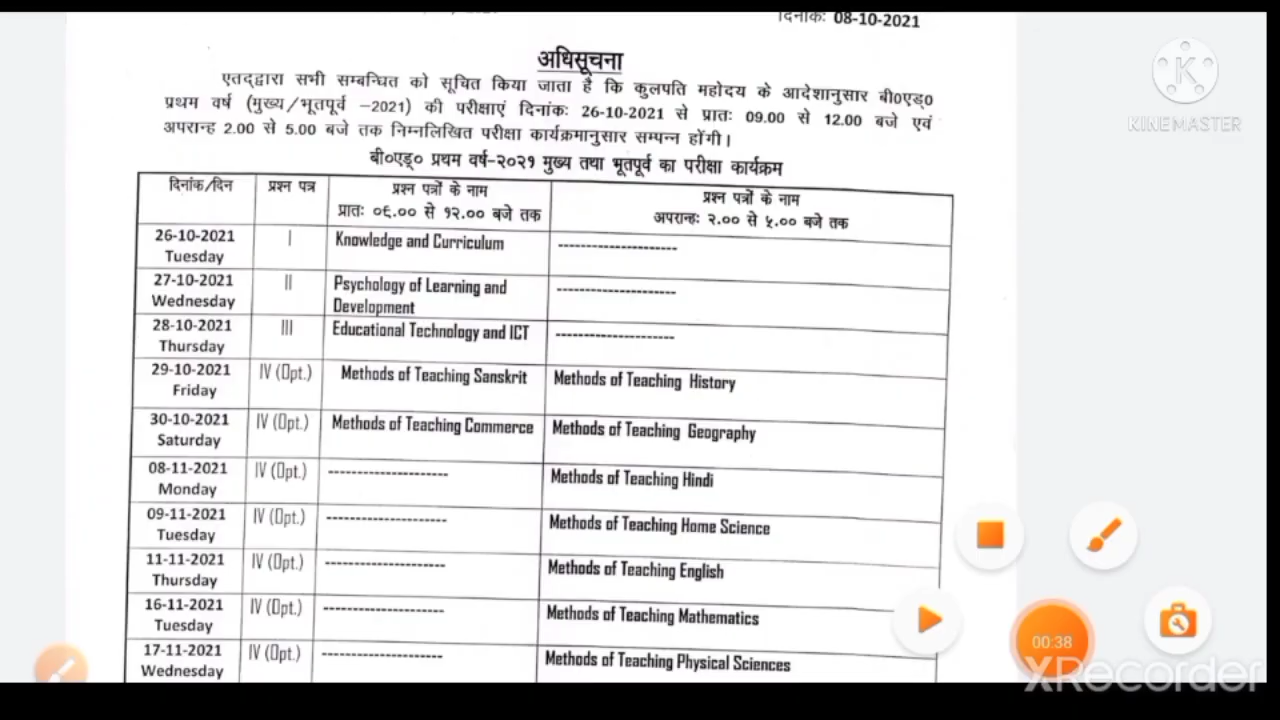 दिनांकः 08-10-2021
अधिसूचना
एतद्द्वारा सभी सम्बन्धित को सूचित किया जाता है कि कुलपति महोदय के आदेशानुसार बी०एड्०
प्रथम वर्ष (मुख्य/भूतपूर्व –2021) की परीक्षाएं दिनांकः 26-10-2021 से प्रातः 09.00 से 12.00 बजे एवं
अपरान्ह 2.00 से 5.00 बजे तक निम्नलिखित परीक्षा कार्यक्रमानुसार सम्पन्न होंगी।
बी०एड्० प्रथम वर्ष-२०२१ मुख्य तथा भूतपूर्व का परीक्षा कार्यक्रम
दिनांक/दिन प्रश्न पत्र प्रश्न पत्रों के नाम प्रश्न पत्रों के नाम
प्रातः ०९.०० से १२.०० बजे तक अपरान्हः २.०० से ५.०० बजे तक
26-10-2021 I Knowledge and Curriculum ---------------------
Tuesday
27-10-2021 II Psychology of Learning and ---------------------
Wednesday Development
28-10-2021 III Educational Technology and ICT ---------------------
Thursday
29-10-2021 IV (Opt.) Methods of Teaching Sanskrit Methods of Teaching History
Friday
30-10-2021 IV (Opt.) Methods of Teaching Commerce Methods of Teaching Geography
Saturday
08-11-2021 IV (Opt.) --------------------- Methods of Teaching Hindi
Monday
09-11-2021 IV (Opt.) --------------------- Methods of Teaching Home Science
Tuesday
11-11-2021 IV (Opt.) --------------------- Methods of Teaching English
Thursday
16-11-2021 IV (Opt.) --------------------- Methods of Teaching Mathematics
Tuesday
17-11-2021 IV (Opt.) --------------------- Methods of Teaching Physical Sciences
Wednesday
K
KINEMASTER
00:38
XRecorder